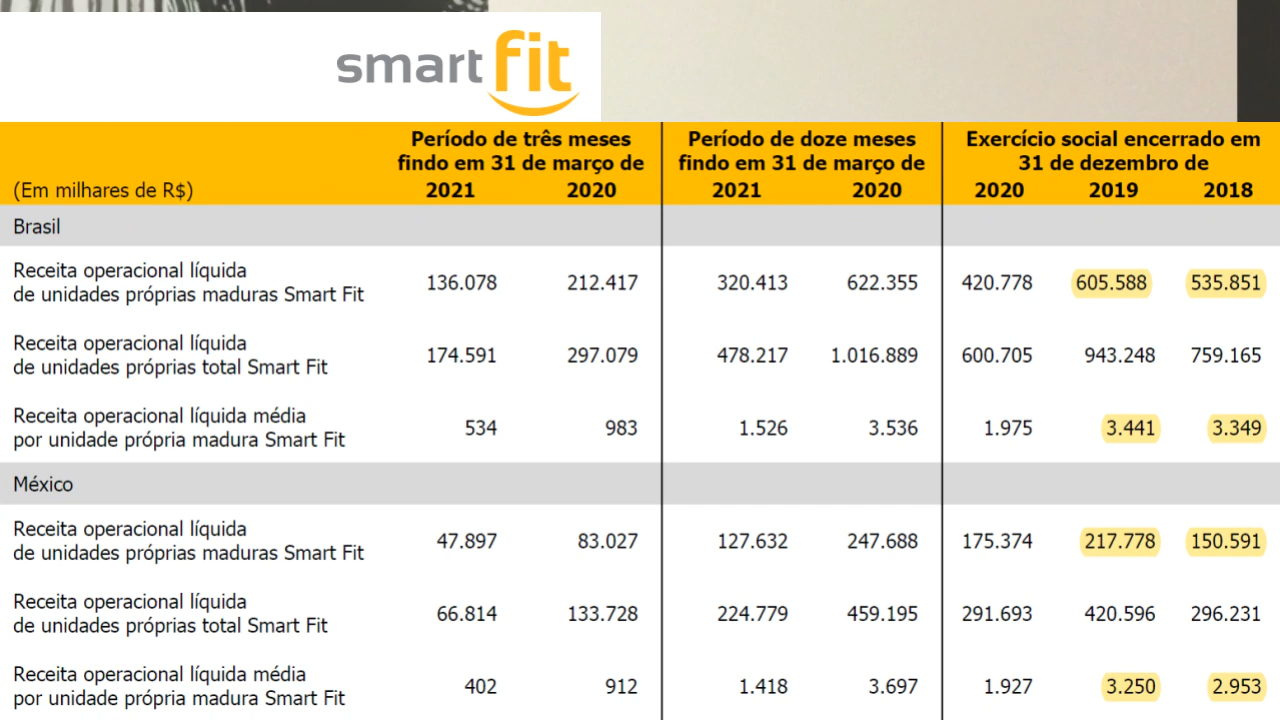 smart fit
Período de três meses findo em 31 de março de
Período de doze meses findo em 31 de março de
Exercício social encerrado em 31 de dezembro de
(Em milhares de R$) 2021 2020 2021 2020 2020 2019 2018
Brasil
Receita operacional líquida
de unidades próprias maduras Smart Fit 136.078 212.417 320.413 622.355 420.778 605.588 535.851
Receita operacional líquida
de unidades próprias total Smart Fit 174.591 297.079 478.217 1.016.889 600.705 943.248 759.165
Receita operacional líquida média
por unidade própria madura Smart Fit 534 983 1.526 3.536 1.975 3.441 3.349
México
Receita operacional líquida
de unidades próprias maduras Smart Fit 47.897 83.027 127.632 247.688 175.374 217.778 150.591
Receita operacional líquida
de unidades próprias total Smart Fit 66.814 133.728 224.779 459.195 291.693 420.596 296.231
Receita operacional líquida média
por unidade própria madura Smart Fit 402 912 1.418 3.697 1.927 3.250 2.953